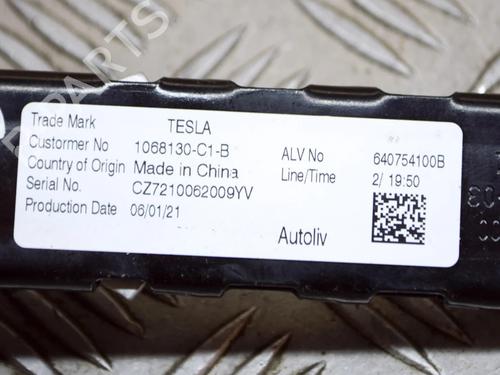 Trade Mark TESLA
Custormer No 1068130-C1-B ALV No 640754100B
Country of Origin Made in China Line/Time 2/ 19:50
Serial No. CZ7210062009YV
Production Date 06/01/21
Autoliv